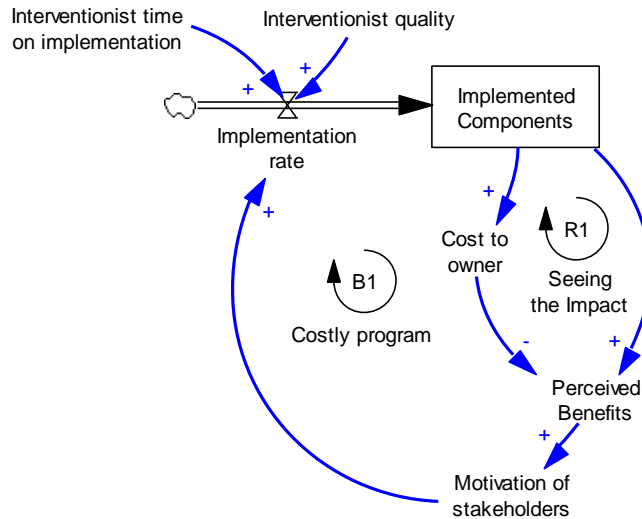 Interventionist time
on implementation
Interventionist quality
+
+
Implemented
Components
Implementation
rate
+
+
Cost to
owner
R1
Seeing
the Impact
B1
Costly program
-
+
Perceived
Benefits
+
Motivation of
stakeholders